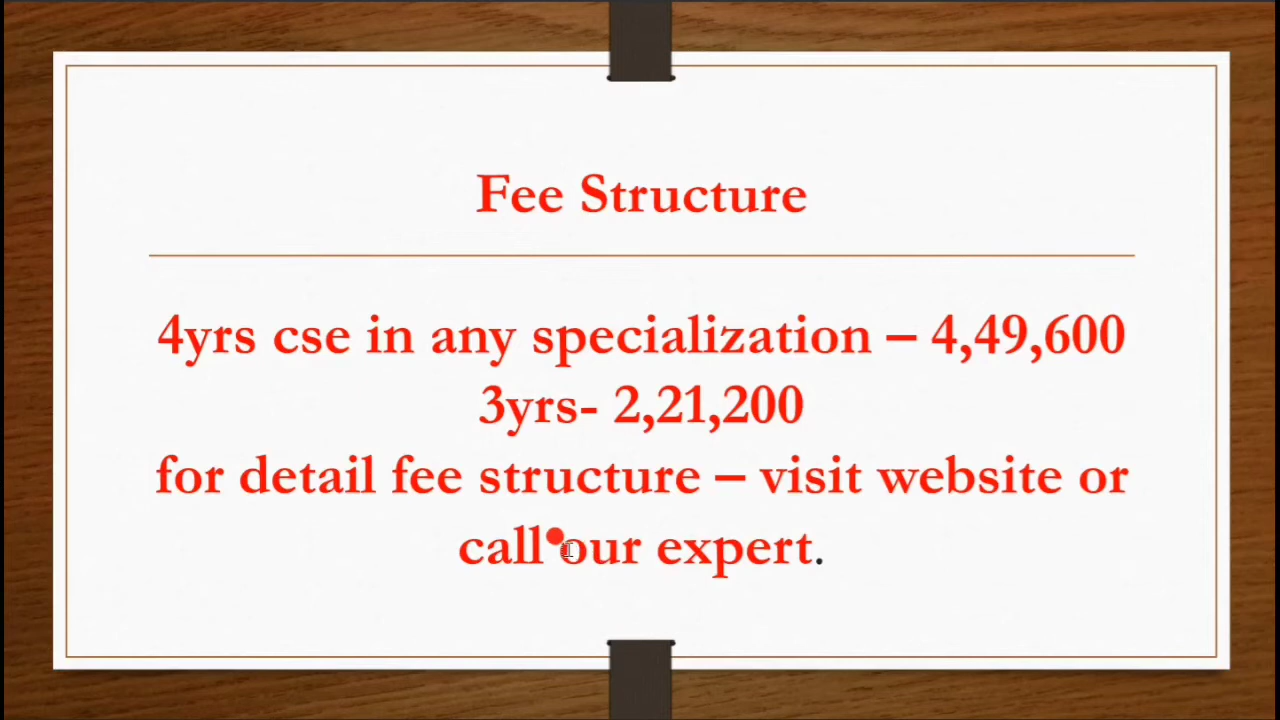 Fee Structure
4yrs cse in any specialization – 4,49,600
3yrs- 2,21,200
for detail fee structure – visit website or
call our expert.